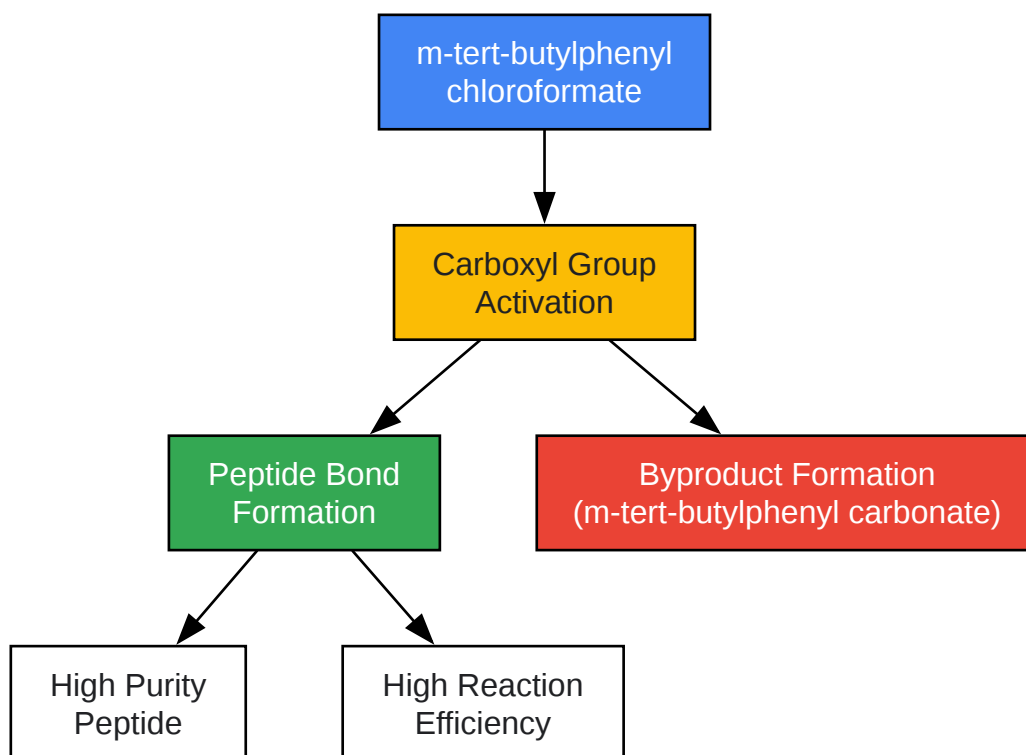 m-tert-butylphenyl
chloroformate
Carboxyl Group
Activation
Peptide Bond
Formation
Byproduct Formation
(m-tert-butylphenyl carbonate)
High Purity
Peptide
High Reaction
Efficiency